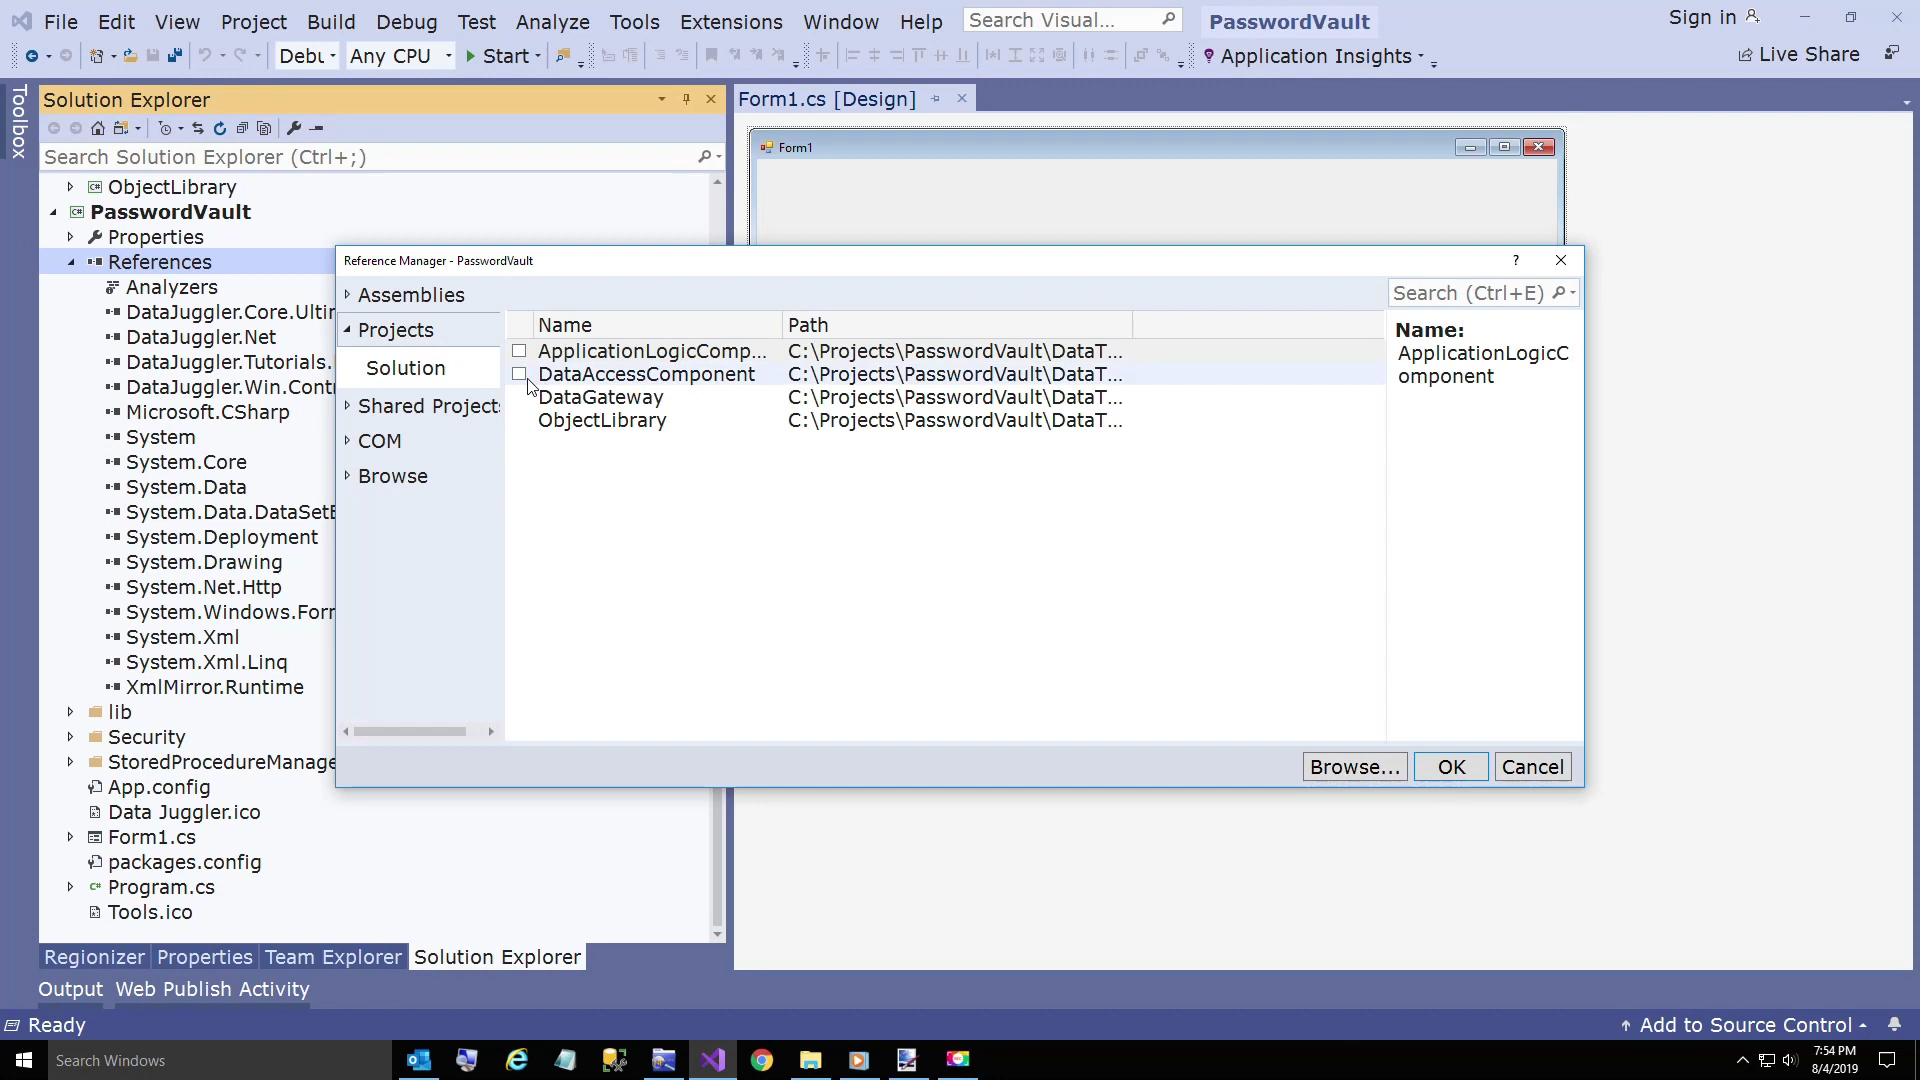 File Edit View Project Build Debug Test Analyze Tools Extensions Window Help Search Visual... PasswordVault Sign in
Debu Any CPU Start Application Insights Live Share
Toolbox
Solution Explorer
Search Solution Explorer (Ctrl+;)
ObjectLibrary
PasswordVault
Properties
References
Analyzers
DataJuggler.Core.Ultim
DataJuggler.Net
DataJuggler.Tutorials.
DataJuggler.Win.Contr
Microsoft.CSharp
System
System.Core
System.Data
System.Data.DataSetE
System.Deployment
System.Drawing
System.Net.Http
System.Windows.Forr
System.Xml
System.Xml.Linq
XmlMirror.Runtime
lib
Security
StoredProcedureManage
App.config
Data Juggler.ico
Form1.cs
packages.config
Program.cs
Tools.ico
Form1.cs [Design]
Form1
Reference Manager - PasswordVault
?
Assemblies
Projects
Solution
Shared Projects
COM
Browse
Search (Ctrl+E)
Name Path
ApplicationLogicComp... C:\Projects\PasswordVault\DataT...
DataAccessComponent C:\Projects\PasswordVault\DataT...
DataGateway C:\Projects\PasswordVault\DataT...
ObjectLibrary C:\Projects\PasswordVault\DataT...
Name:
ApplicationLogicC
omponent
Browse... OK Cancel
Regionizer Properties Team Explorer Solution Explorer
Output Web Publish Activity
Ready Add to Source Control
Search Windows
7:54 PM
8/4/2019